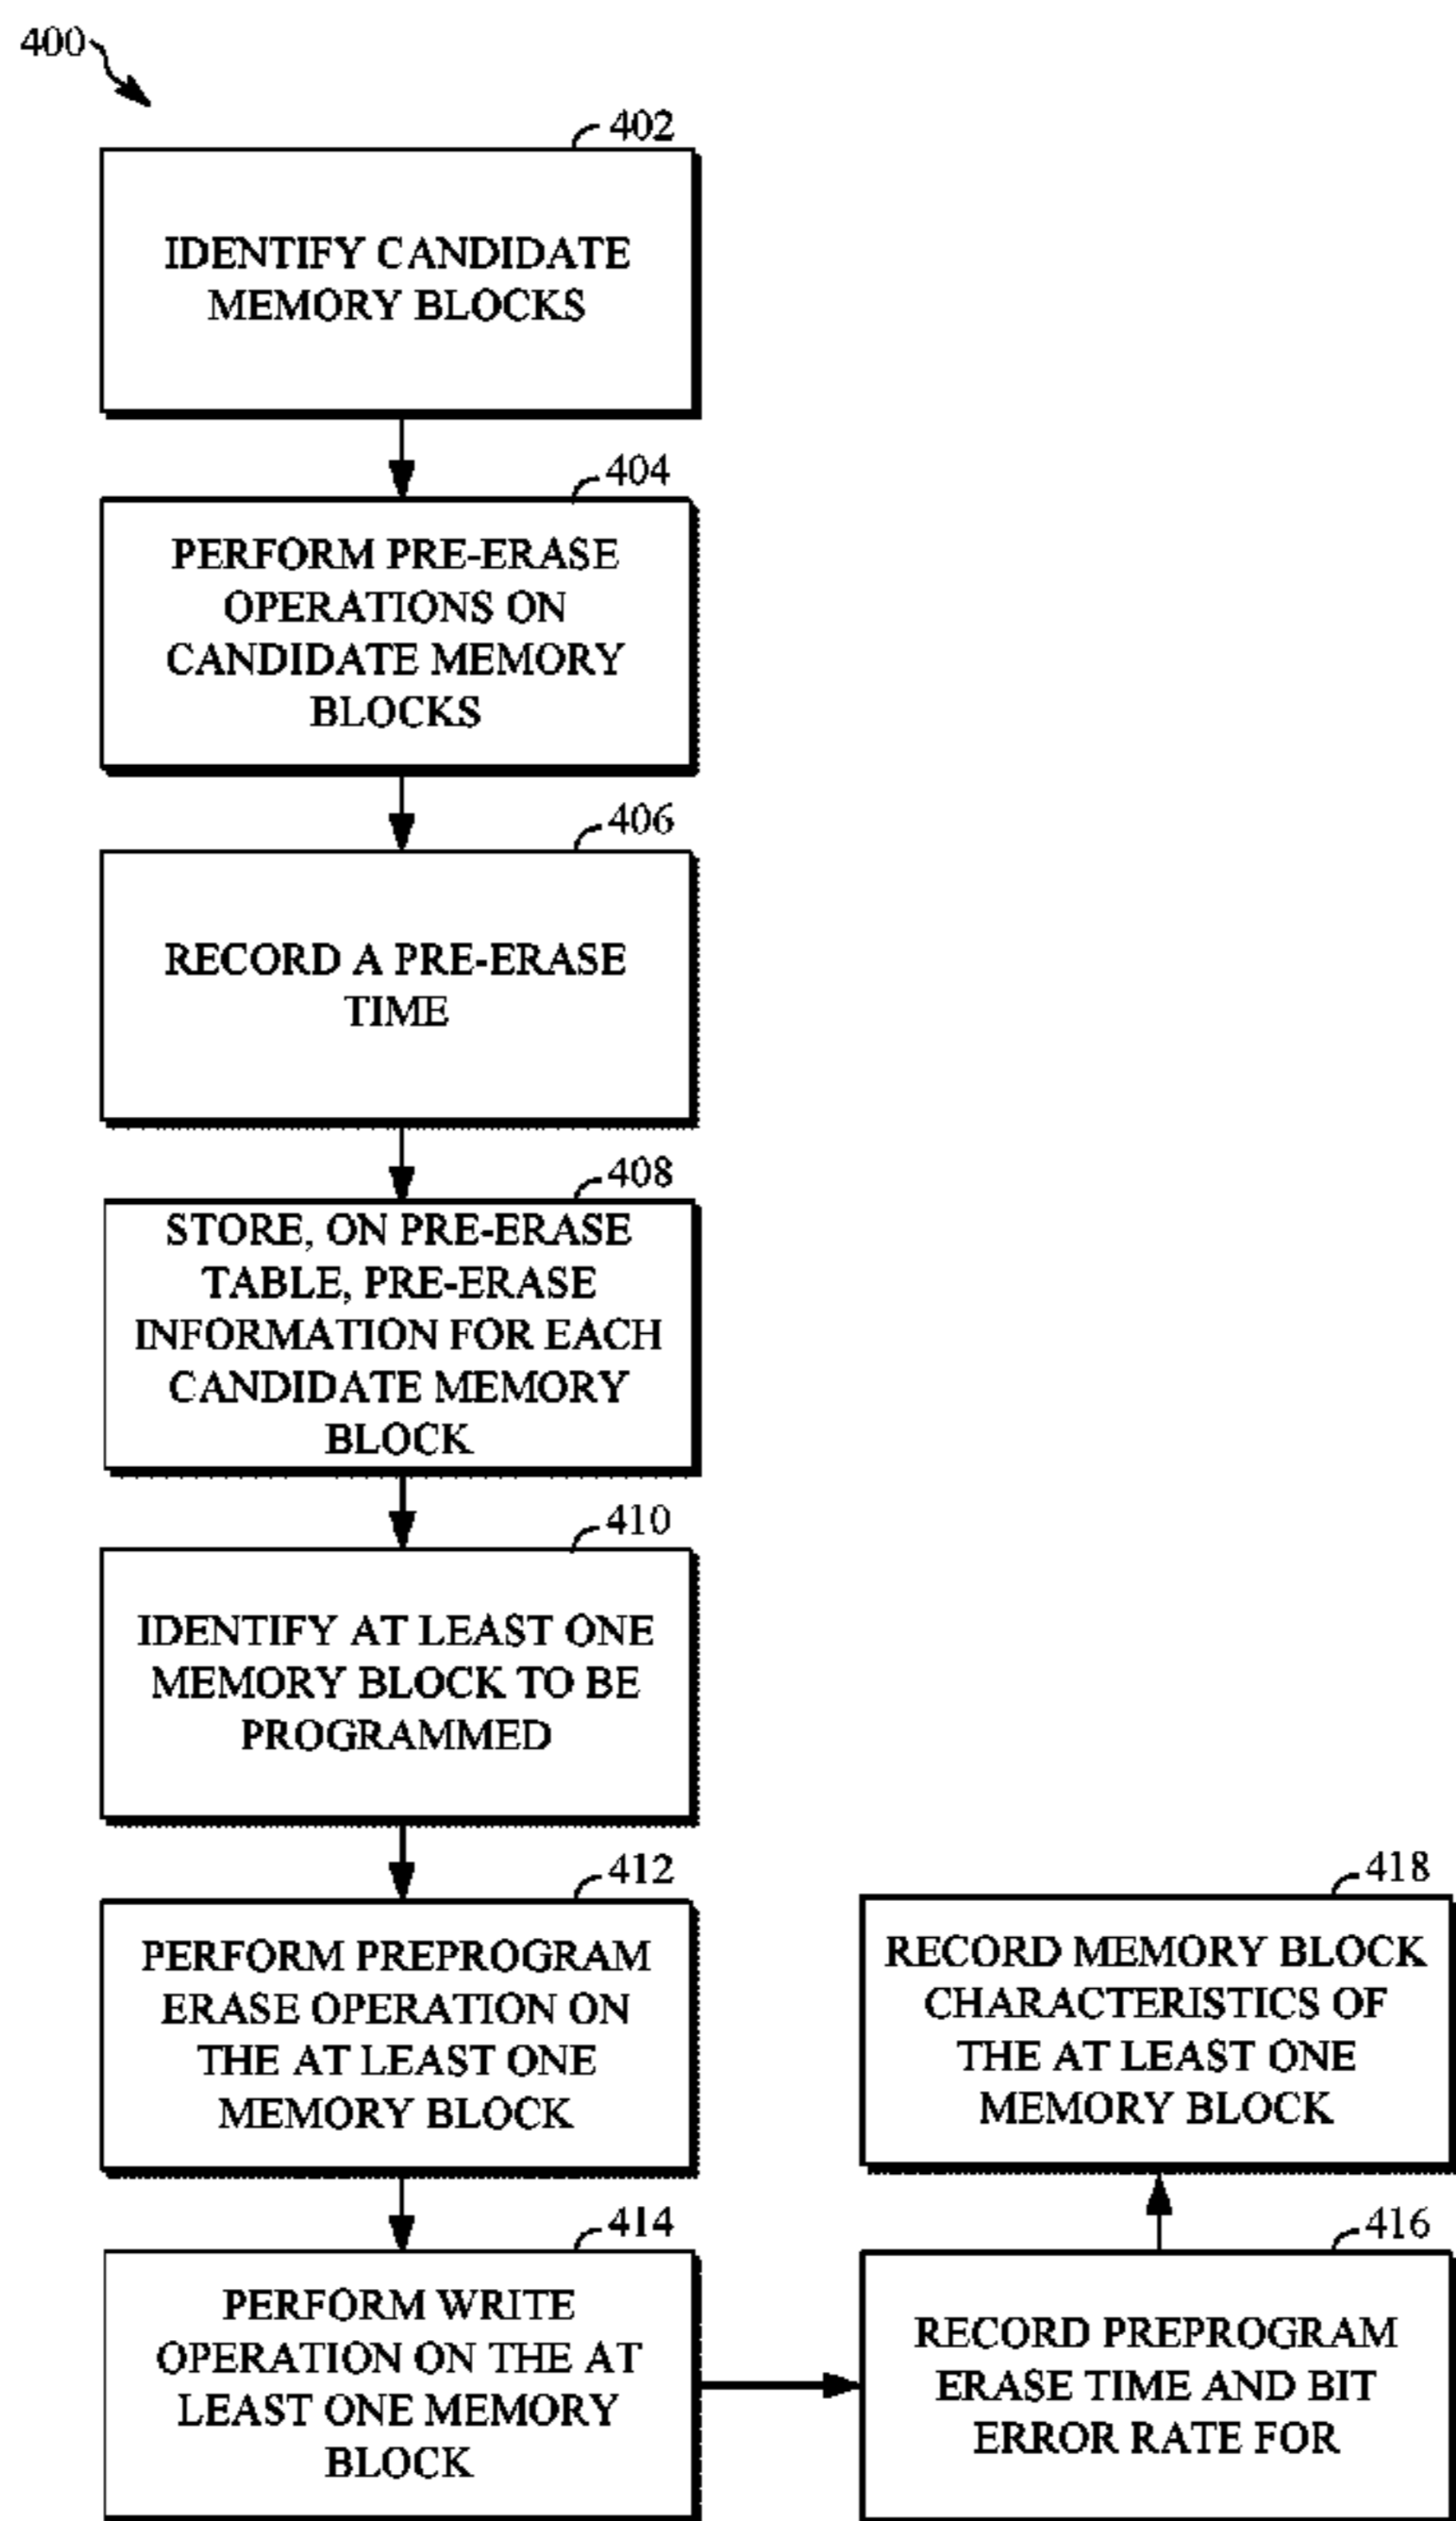 400
402
IDENTIFY CANDIDATE
MEMORY BLOCKS
404
PERFORM PRE-ERASE
OPERATIONS ON
CANDIDATE MEMORY
BLOCKS
406
RECORD A PRE-ERASE
TIME
408
STORE, ON PRE-ERASE
TABLE, PRE-ERASE
INFORMATION FOR EACH
CANDIDATE MEMORY
BLOCK
410
IDENTIFY AT LEAST ONE
MEMORY BLOCK TO BE
PROGRAMMED
412
PERFORM PREPROGRAM
ERASE OPERATION ON
THE AT LEAST ONE
MEMORY BLOCK
414
PERFORM WRITE
OPERATION ON THE AT
LEAST ONE MEMORY
BLOCK
416
RECORD PREPROGRAM
ERASE TIME AND BIT
ERROR RATE FOR
418
RECORD MEMORY BLOCK
CHARACTERISTICS OF
THE AT LEAST ONE
MEMORY BLOCK